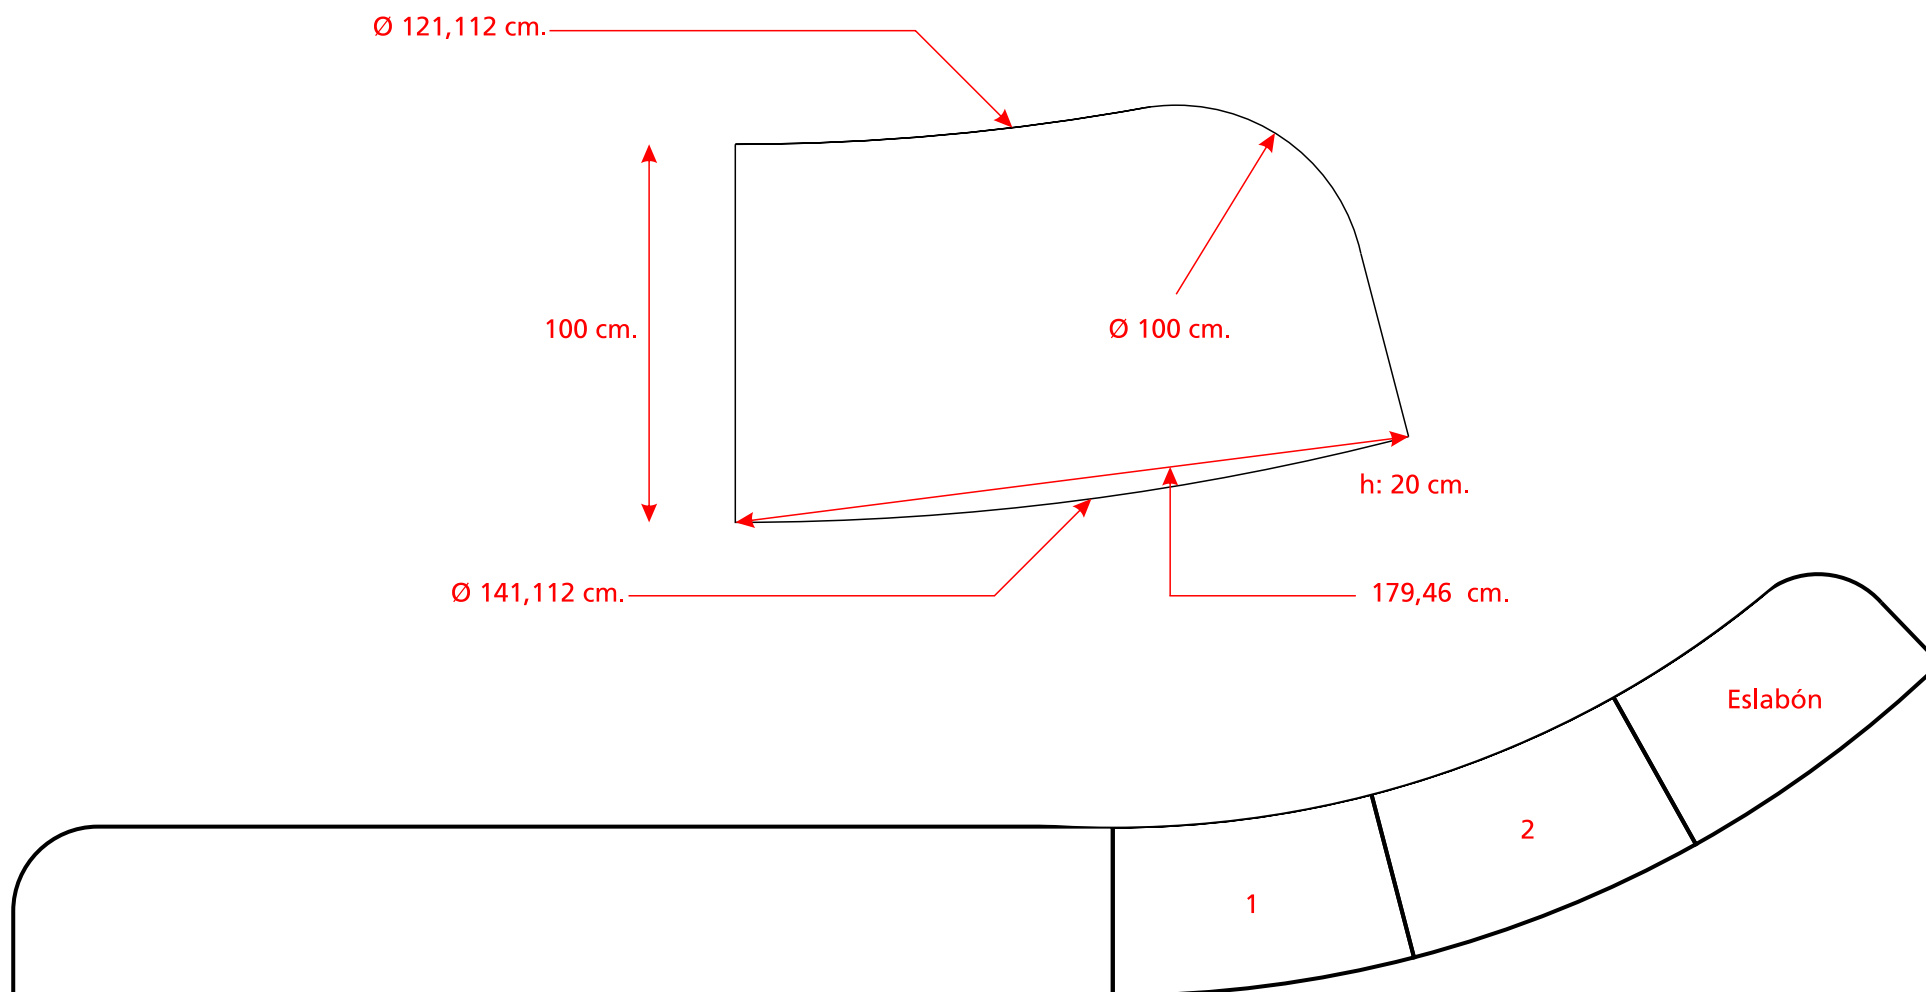 Ø 121,112 cm.
100 cm.
Ø 100 cm.
h: 20 cm.
Ø 141,112 cm.
179,46 cm.
Eslabón
2
1